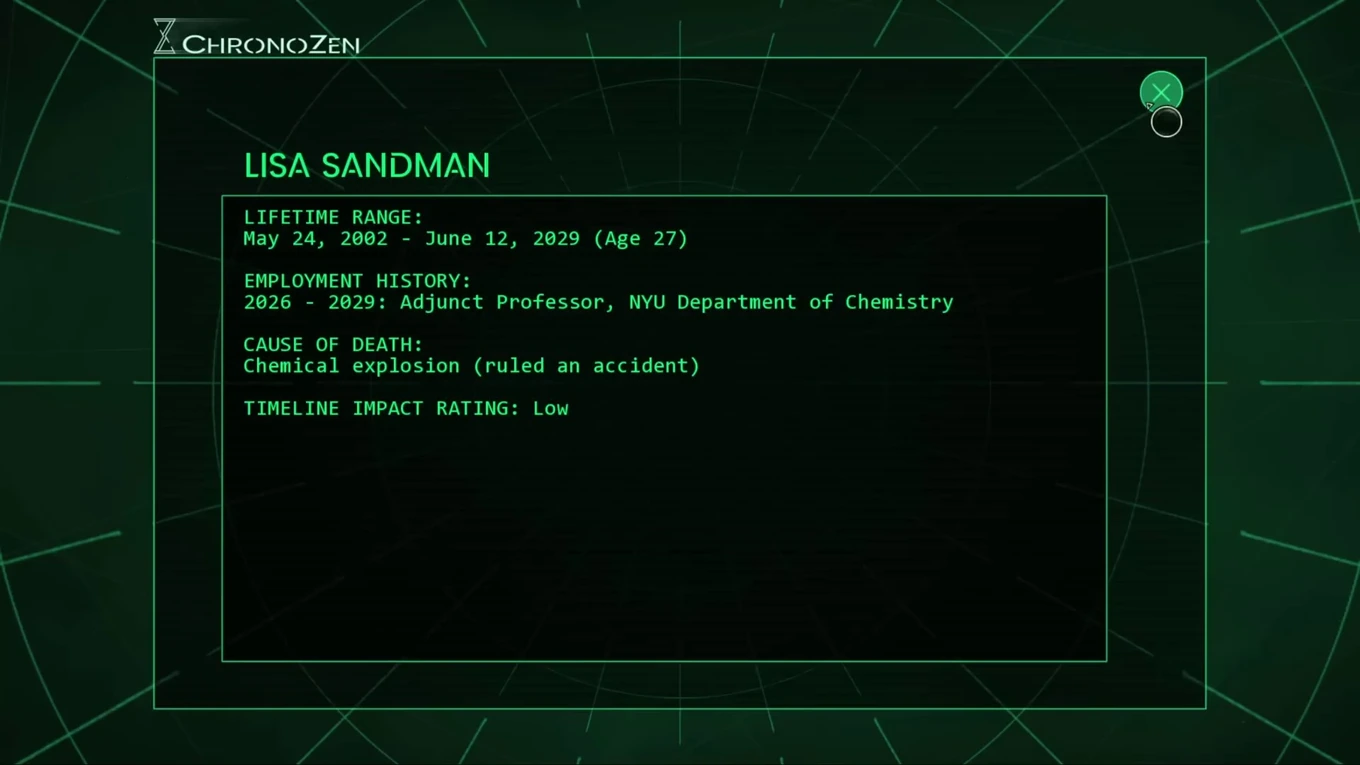 CHRONOZEN
LISA SANDMAN
LIFETIME RANGE:
May 24, 2002 - June 12, 2029 (Age 27)
EMPLOYMENT HISTORY:
2026 - 2029: Adjunct Professor, NYU Department of Chemistry
CAUSE OF DEATH:
Chemical explosion (ruled an accident)
TIMELINE IMPACT RATING: Low